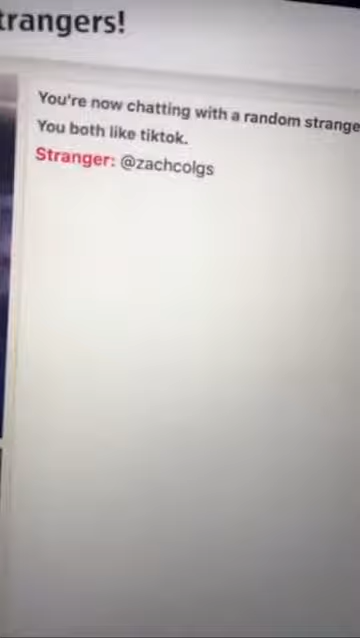 trangers!
You're now chatting with a random strange
You both like tiktok.
Stranger: @zachcolgs